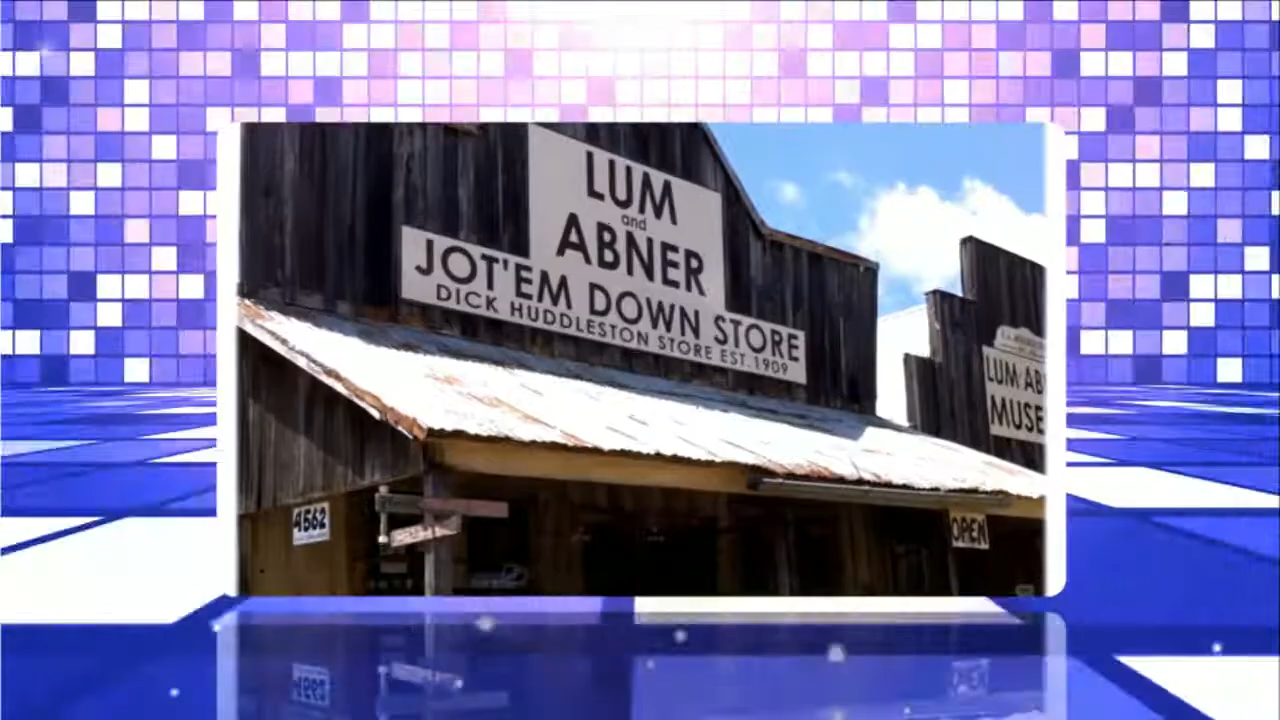 LUM
and
ABNER
JOT'EM DOWN STORE
DICK HUDDLESTON STORE EST. 1909
LUM AB
MUSE
4562
OPEN